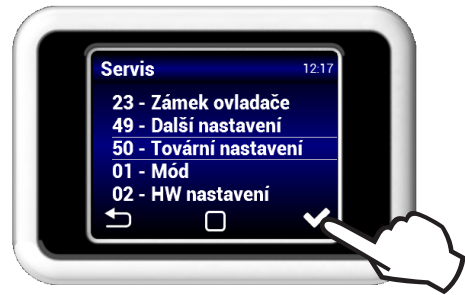 Servis 12:17
23 - Zámek ovladače
49 - Další nastavení
50 - Tovární nastavení
01 - Mód
02 - HW nastavení